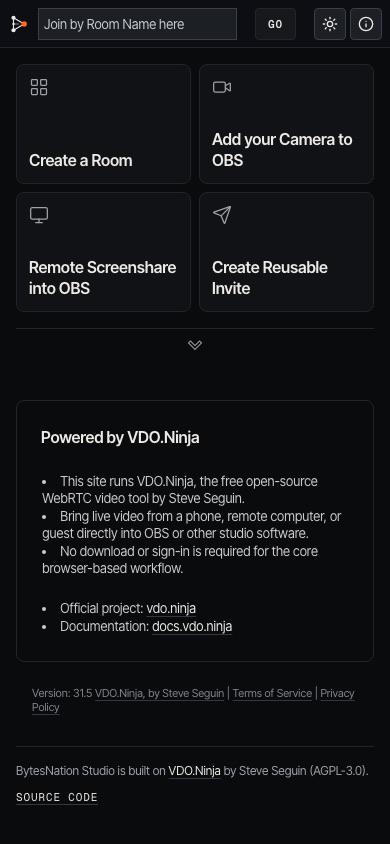 Join by Room Name here
GO
Create a Room
Add your Camera to
OBS
Remote Screenshare
into OBS
Create Reusable
Invite
Powered by VDO.Ninja
• This site runs VDO.Ninja, the free open-source
WebRTC video tool by Steve Seguin.
• Bring live video from a phone, remote computer, or
guest directly into OBS or other studio software.
• No download or sign-in is required for the core
browser-based workflow.
• Official project: vdo.ninja
• Documentation: docs.vdo.ninja
Version: 31.5 VDO.Ninja, by Steve Seguin | Terms of Service | Privacy
Policy
BytesNation Studio is built on VDO.Ninja by Steve Seguin (AGPL-3.0).
SOURCE CODE